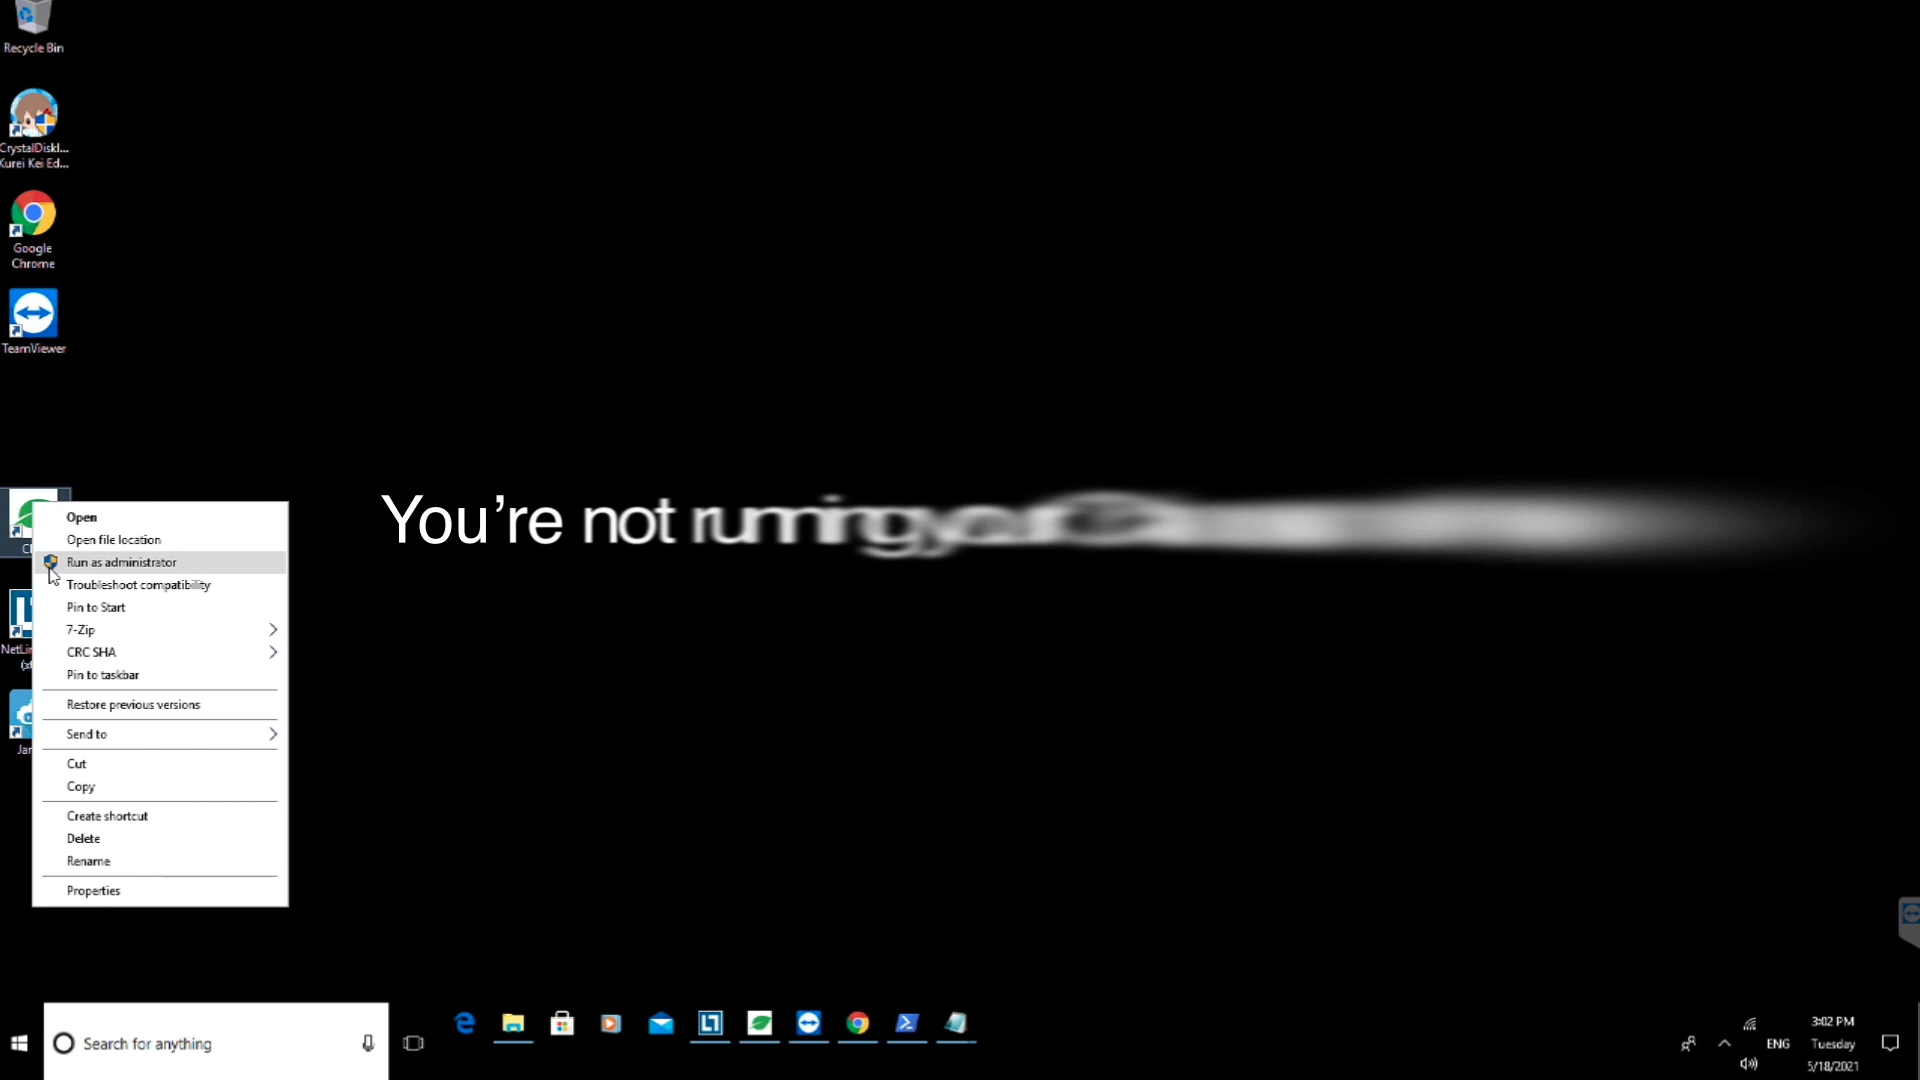 Recycle Bin
CrystalDiskI...
Kurei Kei Ed...
Google
Chrome
TeamViewer
Open
Open file location
Run as administrator
Troubleshoot compatibility
Pin to Start
7-Zip
CRC SHA
Pin to taskbar
Restore previous versions
Send to
Cut
Copy
Create shortcut
Delete
Rename
Properties
You’re not running your
Search for anything
ENG
3:02 PM
Tuesday
5/18/2021